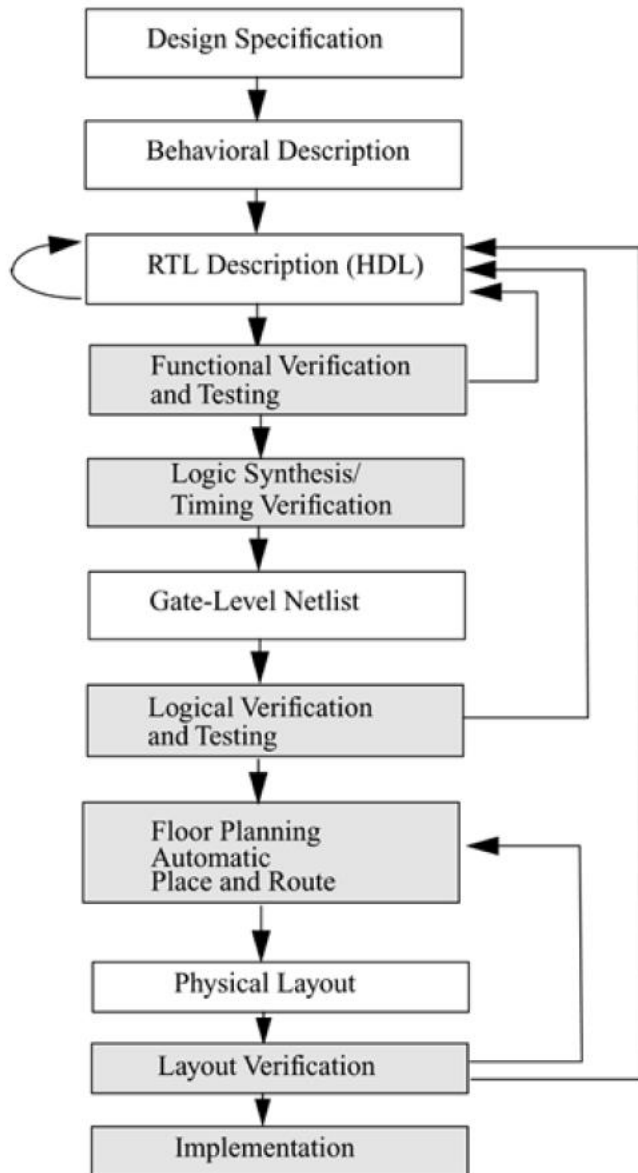 Design Specification
Behavioral Description
RTL Description (HDL)
Functional Verification
and Testing
Logic Synthesis/
Timing Verification
Gate-Level Netlist
Logical Verification
and Testing
Floor Planning
Automatic
Place and Route
Physical Layout
Layout Verification
Implementation